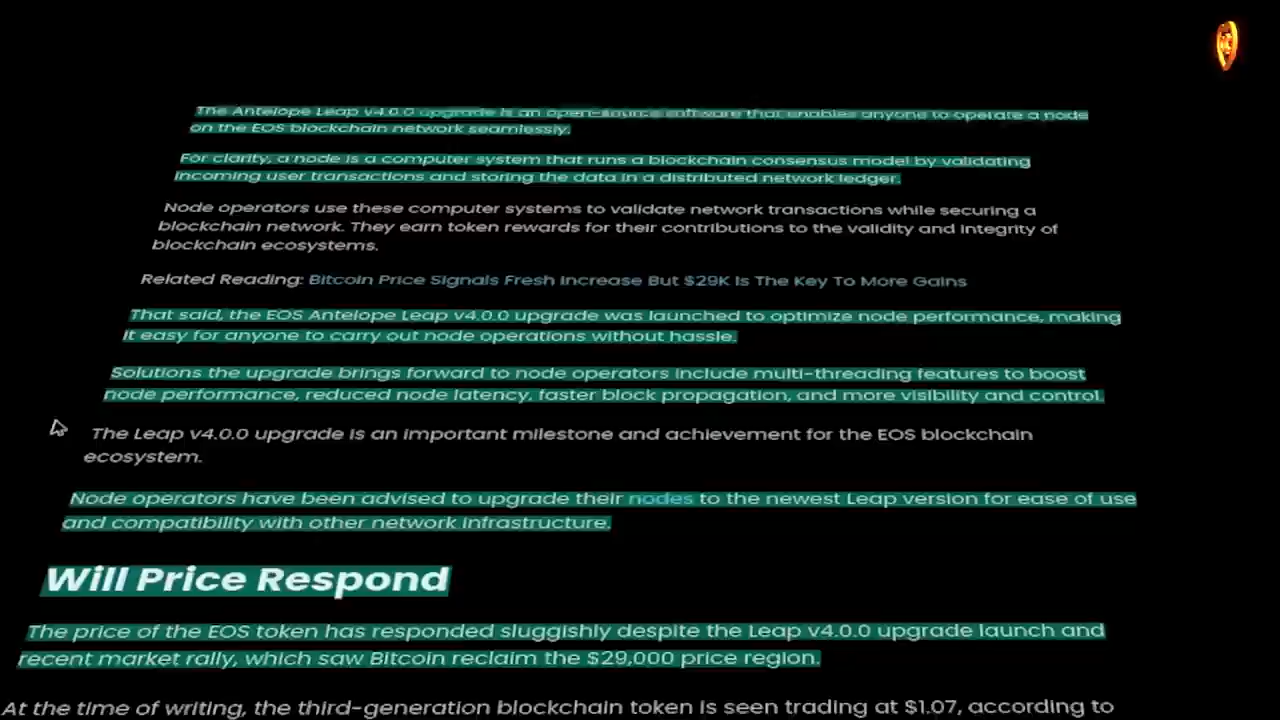 The Antelope Leap v4.0.0 upgrade is an open-source software that enables anyone to operate a node
on the EOS blockchain network seamlessly.
For clarity, a node is a computer system that runs a blockchain consensus model by validating
incoming user transactions and storing the data in a distributed network ledger.
Node operators use these computer systems to validate network transactions while securing a
blockchain network. They earn token rewards for their contributions to the validity and integrity of
blockchain ecosystems.
Related Reading: Bitcoin Price Signals Fresh Increase But $29K Is The Key To More Gains
That said, the EOS Antelope Leap v4.0.0 upgrade was launched to optimize node performance, making
it easy for anyone to carry out node operations without hassle.
Solutions the upgrade brings forward to node operators include multi-threading features to boost
node performance, reduced node latency, faster block propagation, and more visibility and control.
The Leap v4.0.0 upgrade is an important milestone and achievement for the EOS blockchain
ecosystem.
Node operators have been advised to upgrade their nodes to the newest Leap version for ease of use
and compatibility with other network infrastructure.
Will Price Respond
The price of the EOS token has responded sluggishly despite the Leap v4.0.0 upgrade launch and
recent market rally, which saw Bitcoin reclaim the $29,000 price region.
At the time of writing, the third-generation blockchain token is seen trading at $1.07, according to